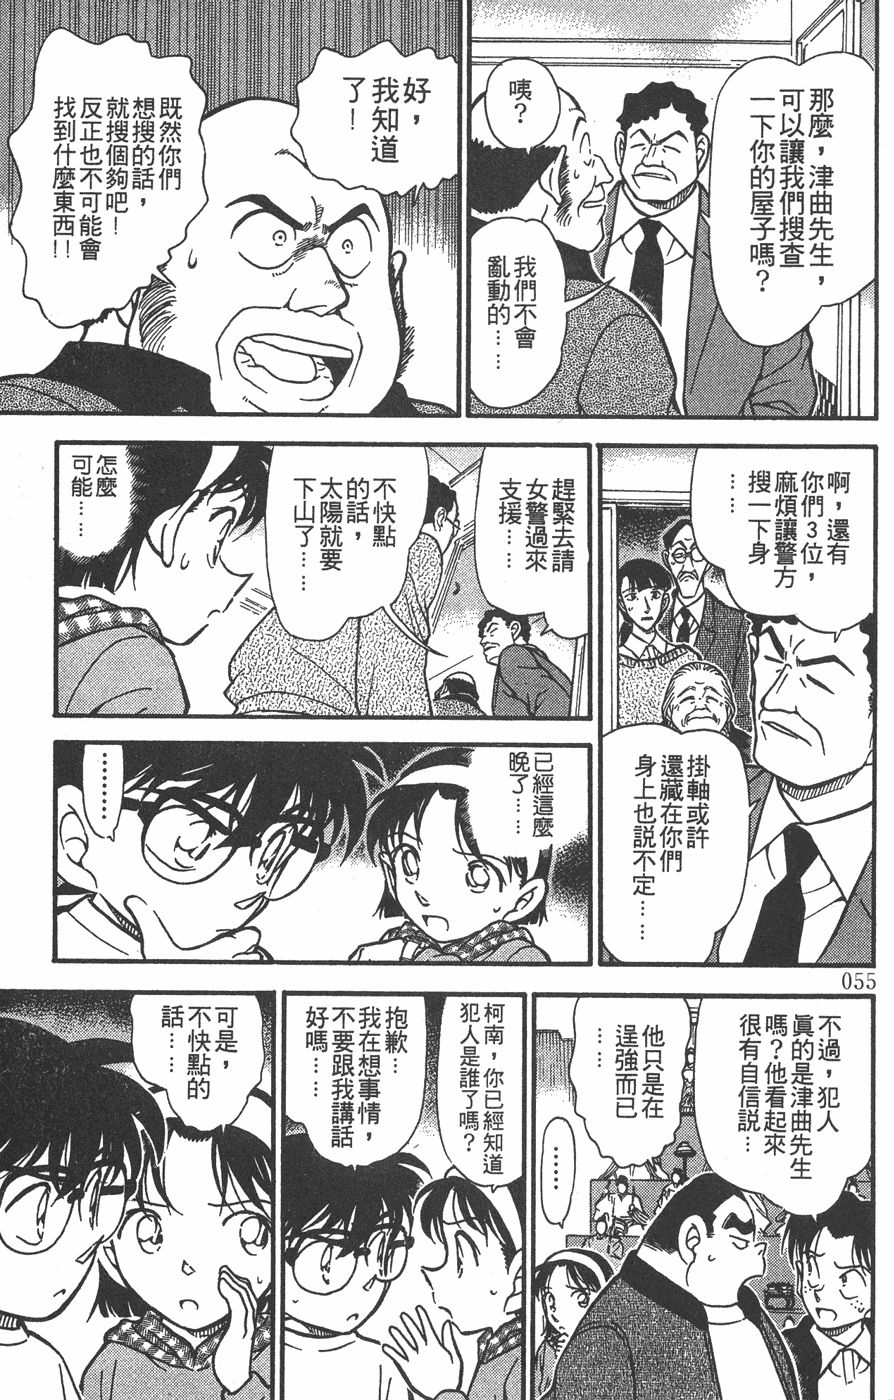 那麼，津曲先生，
可以讓我們搜查
一下你的屋子嗎？
咦？
我們不會
亂動的……
好，
我知道
了！
既然你們
想搜的話，
就搜個夠吧！
反正也不可能會
找到什麼東西!!
啊，還有
你們3位，
麻煩讓警方
搜一下身
……
掛軸或許
還藏在你們
身上也說不定……
趕緊去請
女警過來
支援……
不快點
的話，
太陽就要
下山了……
怎麼
可能……
已經這麼
晚了……
………
055
不過，犯人
真的是津曲先生
嗎？他看起來
很有自信說……
他只是在
逞強而已
……
………
柯南，你已經知道
犯人是誰了嗎？
抱歉…
我在想事情，
不要跟我講話
好嗎……
可是，
不快點的
話……